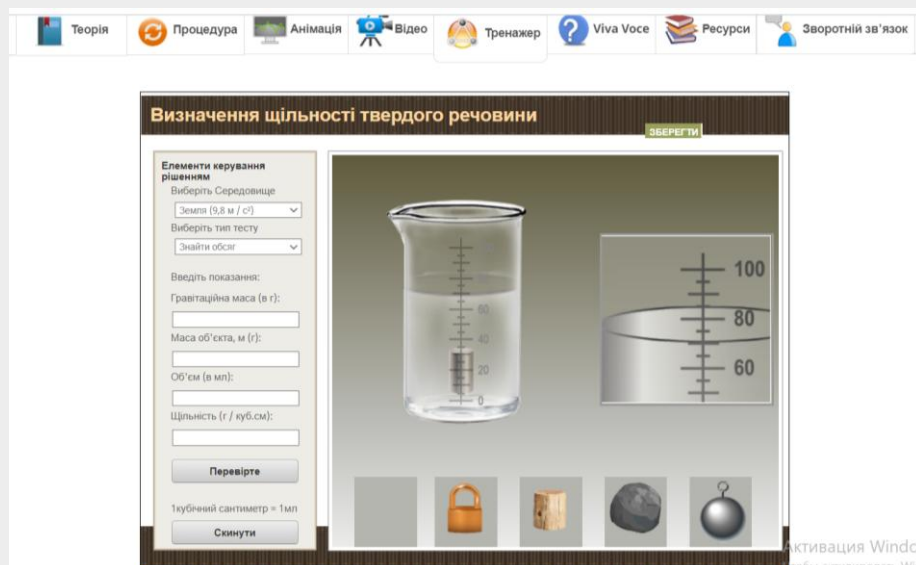 Теорія
Процедура
Анімація
Відео
Тренажер
Viva Voce
Ресурси
Зворотній зв'язок
Визначення щільності твердого речовини
ЗБЕРЕГТИ
Елементи керування
рішенням
Виберіть Середовище
Земля (9,8 м / с²)
Виберіть тип тесту
Знайти обсяг
Введіть показання:
Гравітаційна маса (в г):
Маса об'єкта, м (г):
Об'єм (в мл):
Щільність (г / куб.см):
Перевірте
1кубічний сантиметр = 1мл
Скинути
60
40
20
0
100
80
60
Активация Windo